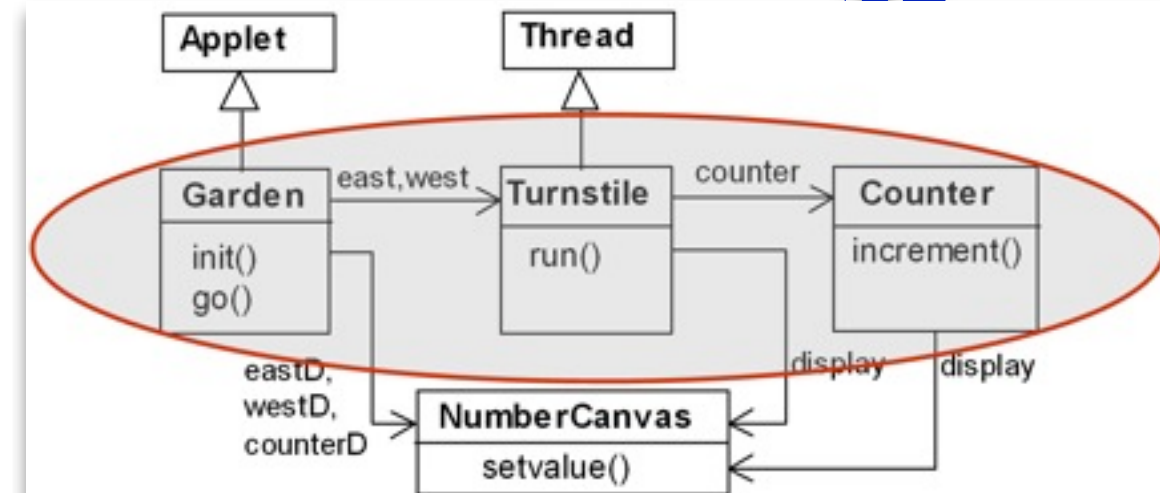 Applet
Thread
Garden
init()
go()
east,west
Turnstile
run()
counter
Counter
increment()
eastD,
westD,
counterD
display
display
NumberCanvas
setvalue()